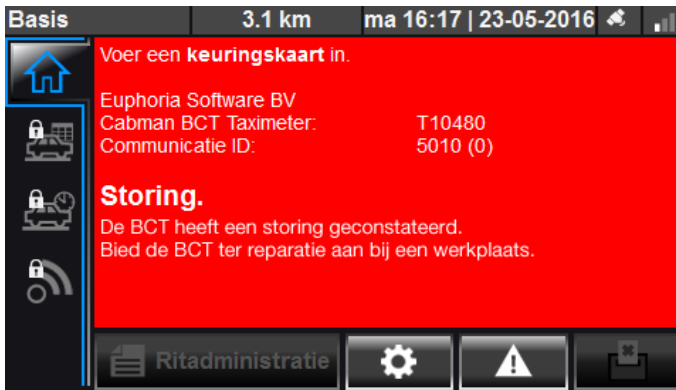 Basis 3.1 km ma 16:17 | 23-05-2016
Voer een keuringskaart in.
Euphoria Software BV
Cabman BCT Taximeter: T10480
Communicatie ID: 5010 (0)
Storing.
De BCT heeft een storing geconstateerd.
Bied de BCT ter reparatie aan bij een werkplaats.
Ritadministratie